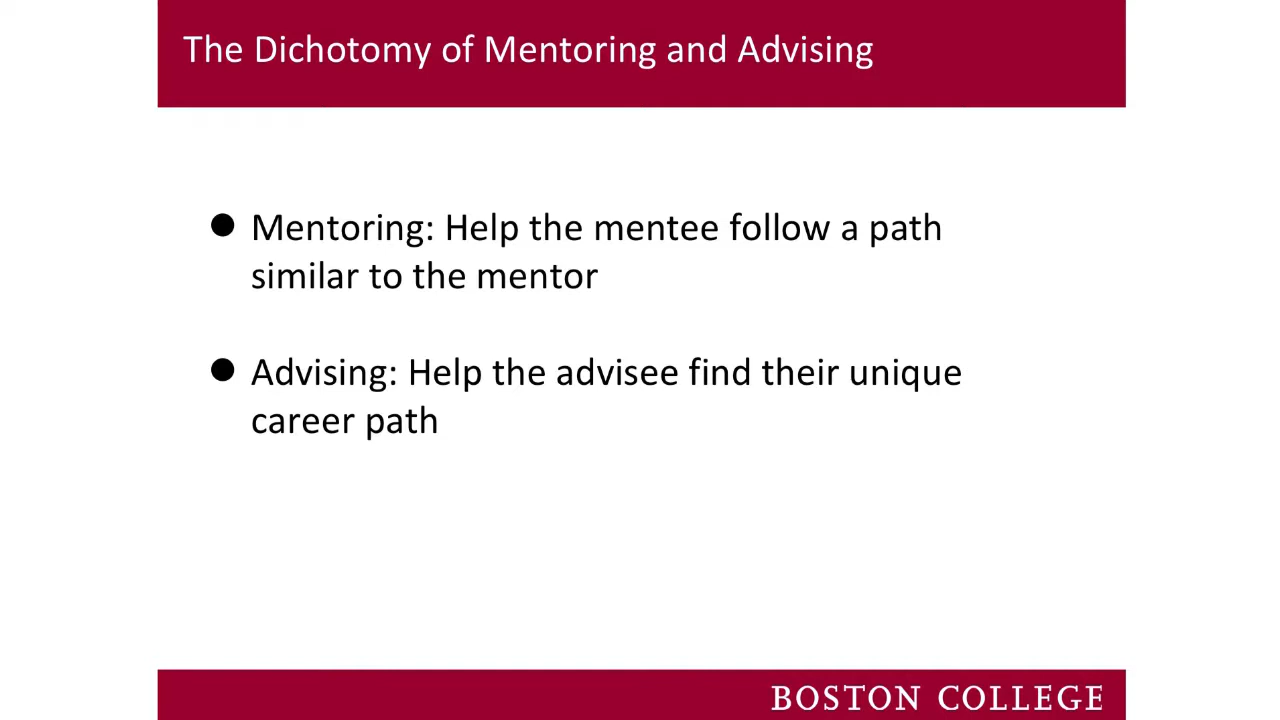 The Dichotomy of Mentoring and Advising
● Mentoring: Help the mentee follow a path
similar to the mentor
● Advising: Help the advisee find their unique
career path
BOSTON COLLEGE